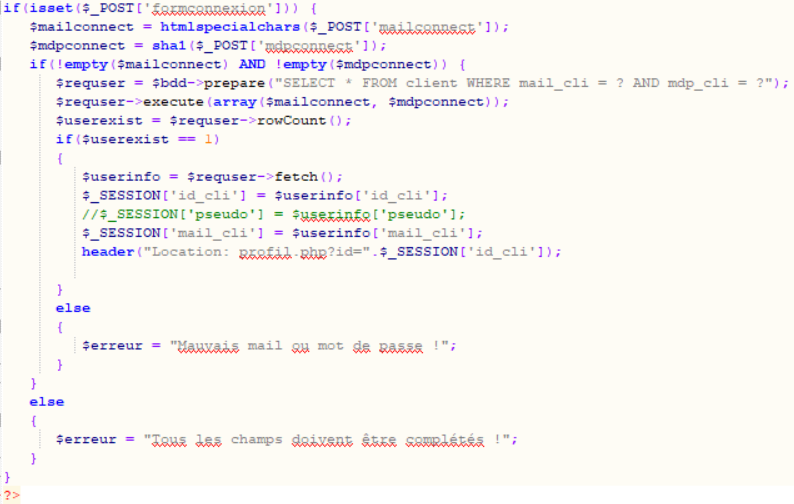 if(isset($_POST['formconnexion'])) {
$mailconnect = htmlspecialchars($_POST['mailconnect']);
$mdpconnect = sha1($_POST['mdpconnect']);
if(!empty($mailconnect) AND !empty($mdpconnect)) {
$requser = $bdd->prepare("SELECT * FROM client WHERE mail_cli = ? AND mdp_cli = ?");
$requser->execute(array($mailconnect, $mdpconnect));
$userexist = $requser->rowCount();
if($userexist == 1)
{
$userinfo = $requser->fetch();
$_SESSION['id_cli'] = $userinfo['id_cli'];
//$_SESSION['pseudo'] = $userinfo['pseudo'];
$_SESSION['mail_cli'] = $userinfo['mail_cli'];
header("Location: profil.php?id=".$_SESSION['id_cli']);
}
else
{
$erreur = "Mauvais mail ou mot de passe !";
}
}
else
{
$erreur = "Tous les champs doivent être complétés !";
}
}
?>